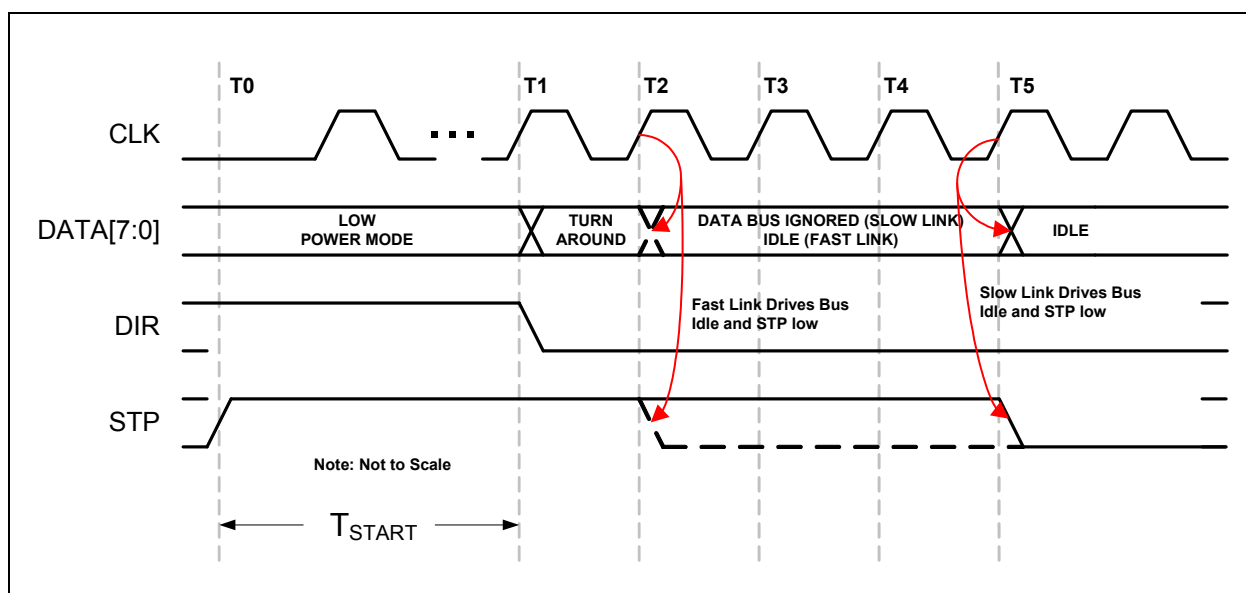 T0
T1
T2
T3
T4
T5
CLK
DATA[7:0]
LOW
POWER MODE
TURN
AROUND
DATA BUS IGNORED (SLOW LINK)
IDLE (FAST LINK)
IDLE
DIR
Fast Link Drives Bus
Idle and STP low
Slow Link Drives Bus
Idle and STP low
STP
Note: Not to Scale
TSTART